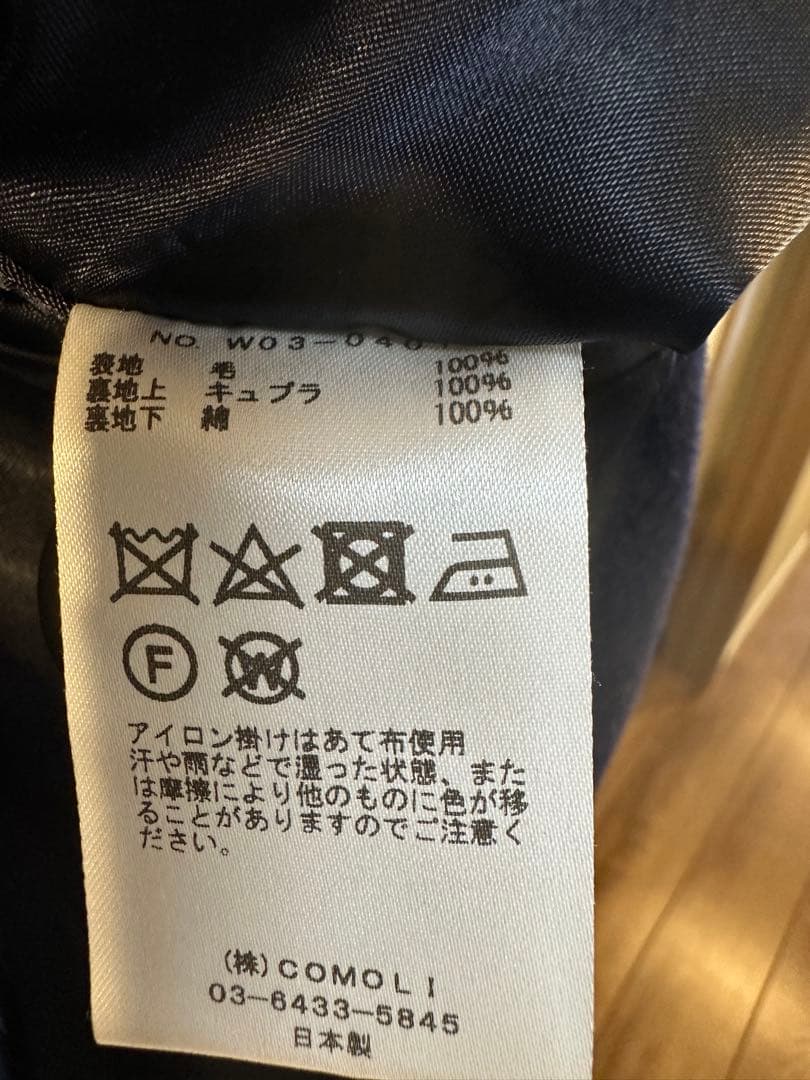 NO. W03-040
表地 毛 100%
裏地上 キュプラ 100%
裏地下 綿 100%
F
W
アイロン掛けはあて布使用
汗や雨などで湿った状態、また
は摩擦により他のものに色が移
ることがありますのでご注意く
ださい。
(株)COMOLI
03-6433-5845
日本製